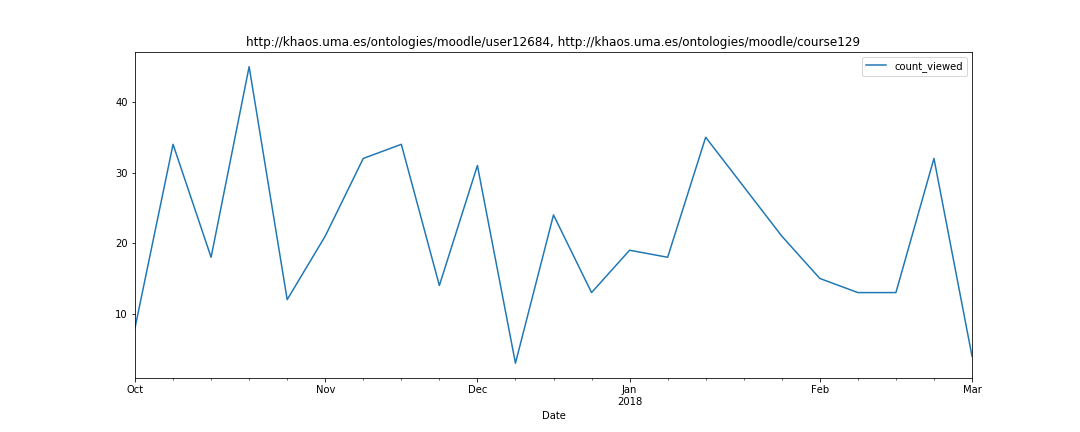 http://khaos.uma.es/ontologies/moodle/user12684, http://khaos.uma.es/ontologies/moodle/course129
count_viewed
40
30
20
10
Oct
Nov
Dec
Jan
2018
Feb
Mar
Date